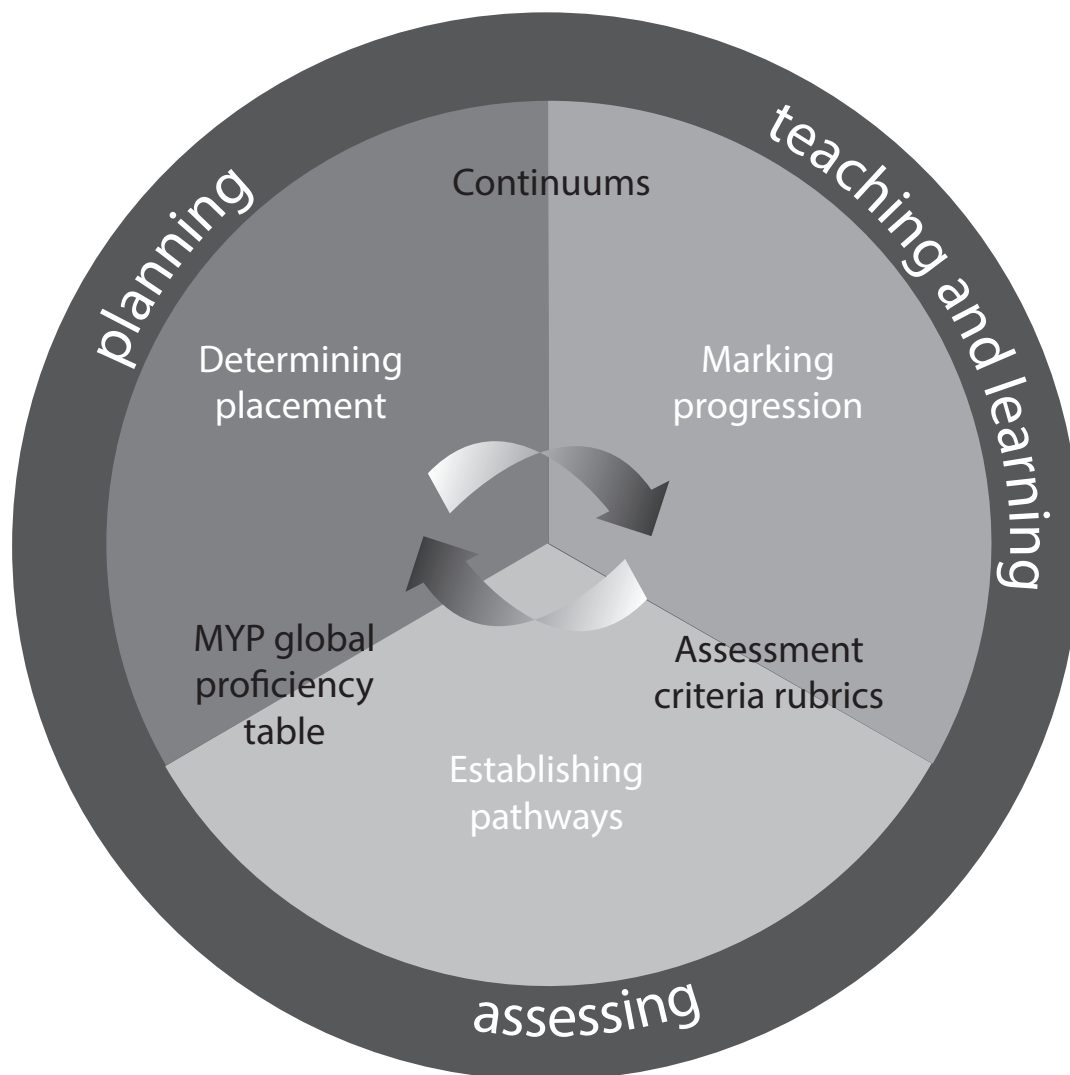 planning
teaching and learning
Continuums
Determining
placement
Marking
progression
MYP global
proficiency
table
Assessment
criteria rubrics
Establishing
pathways
assessing